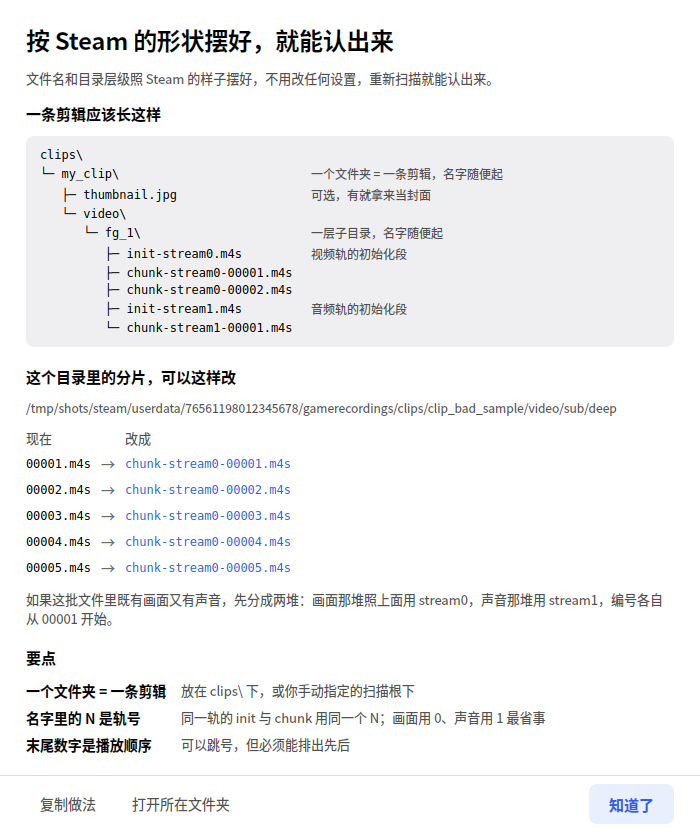 按 Steam 的形状摆好，就能认出来
文件名和目录层级照 Steam 的样子摆好，不用改任何设置，重新扫描就能认出来。
一条剪辑应该长这样
clips\
└─ my_clip\ 一个文件夹 = 一条剪辑，名字随便起
├─ thumbnail.jpg 可选，有就拿来当封面
└─ video\
└─ fg_1\ 一层子目录，名字随便起
├─ init-stream0.m4s 视频轨的初始化段
├─ chunk-stream0-00001.m4s
├─ chunk-stream0-00002.m4s
├─ init-stream1.m4s 音频轨的初始化段
└─ chunk-stream1-00001.m4s
这个目录里的分片，可以这样改
/tmp/shots/steam/userdata/76561198012345678/gamerecordings/clips/clip_bad_sample/video/sub/deep
现在 改成
00001.m4s → chunk-stream0-00001.m4s
00002.m4s → chunk-stream0-00002.m4s
00003.m4s → chunk-stream0-00003.m4s
00004.m4s → chunk-stream0-00004.m4s
00005.m4s → chunk-stream0-00005.m4s
如果这批文件里既有画面又有声音，先分成两堆：画面那堆照上面用 stream0，声音那堆用 stream1，编号各自
从 00001 开始。
要点
一个文件夹 = 一条剪辑 放在 clips\ 下，或你手动指定的扫描根下
名字里的 N 是轨号 同一轨的 init 与 chunk 用同一个 N；画面用 0、声音用 1 最省事
末尾数字是播放顺序 可以跳号，但必须能排出先后
复制做法 打开所在文件夹 知道了